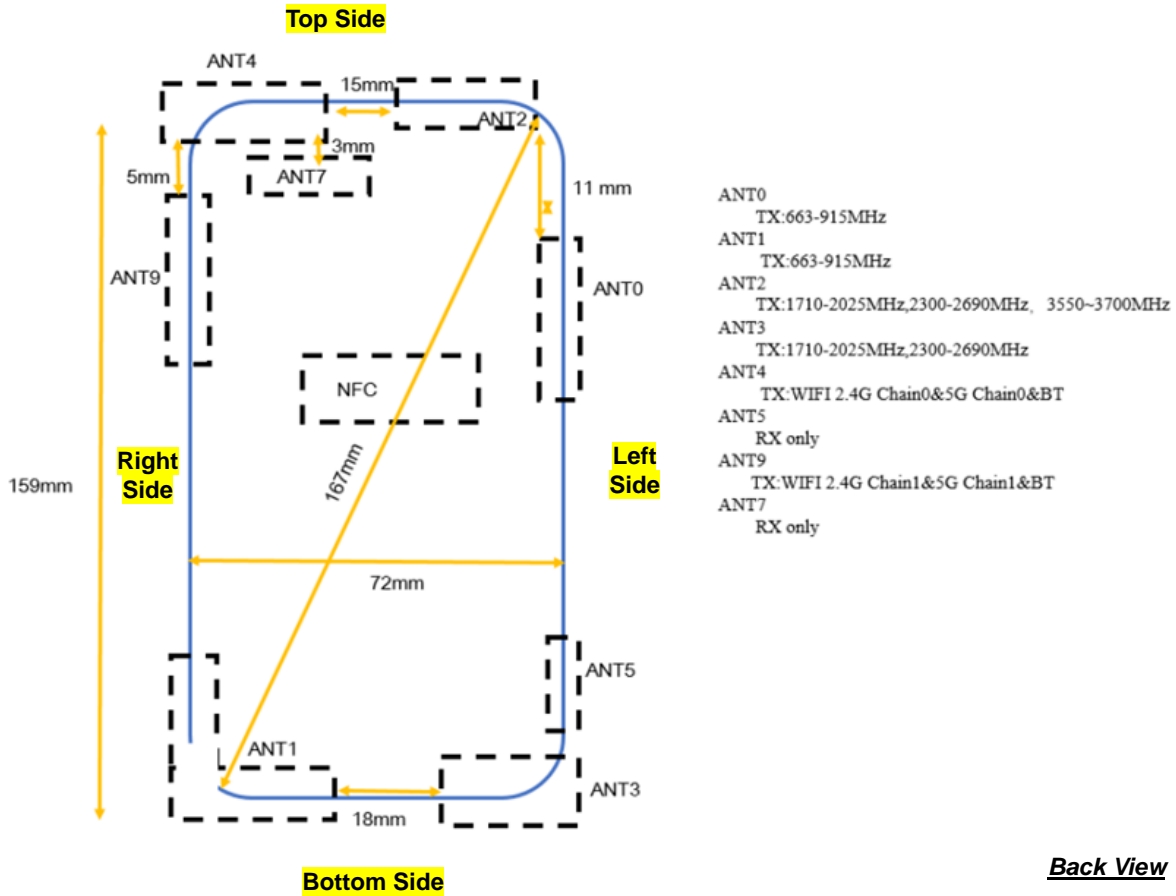 Top Side
ANT4
15mm
ANT2
3mm
5mm
ANT7
11 mm
ANT9
ANT0
NFC
Right
Side
Left
Side
159mm
167mm
72mm
ANT5
ANT1
ANT3
18mm
Bottom Side
ANT0
TX:663-915MHz
ANT1
TX:663-915MHz
ANT2
TX:1710-2025MHz,2300-2690MHz、3550~3700MHz
ANT3
TX:1710-2025MHz,2300-2690MHz
ANT4
TX:WIFI 2.4G Chain0&5G Chain0&BT
ANT5
RX only
ANT9
TX:WIFI 2.4G Chain1&5G Chain1&BT
ANT7
RX only
Back View